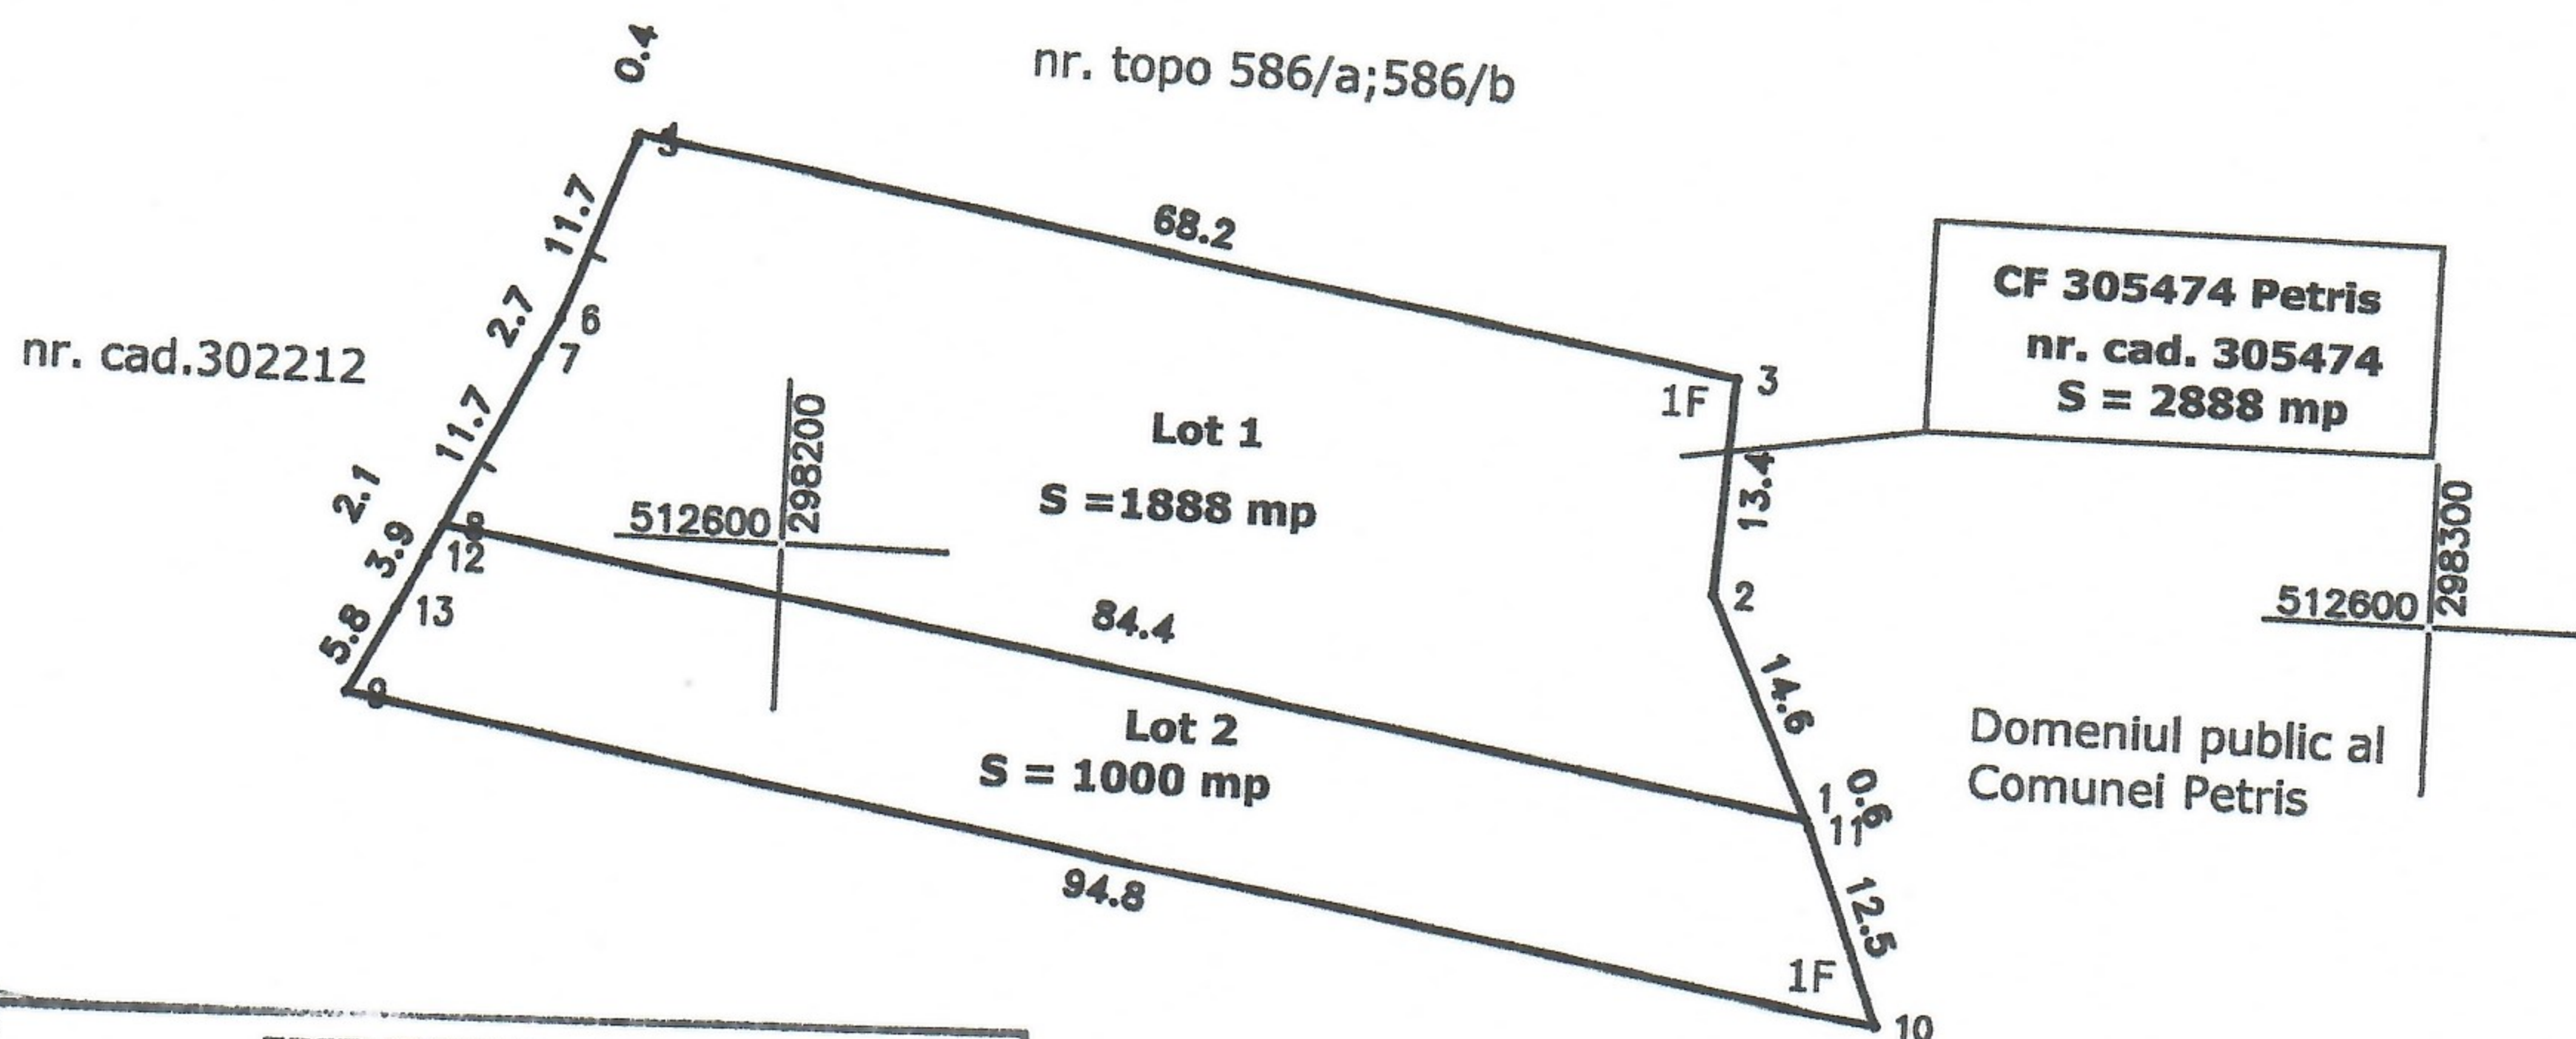 0.4
nr. topo 586/a;586/b
11.7
68.2
CF 305474 Petris
nr. cad. 305474
S = 2888 mp
2.7
6
7
nr. cad.302212
3
1F
Lot 1
S =1888 mp
11.7
298200
512600
13.4
298300
512600
2.1
3.9
8
12
13
5.8
9
2
84.4
14.6
Lot 2
S = 1000 mp
Domeniul public al
Comunei Petris
1
0.6
11
94.8
12.5
1F
10